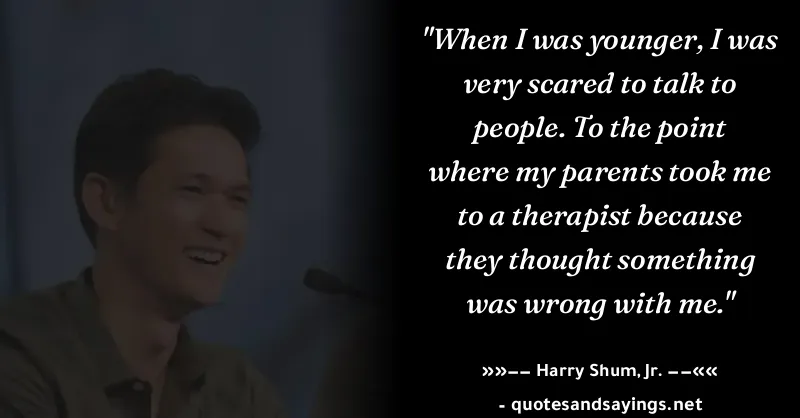 "When I was younger, I was
very scared to talk to
people. To the point
where my parents took me
to a therapist because
they thought something
was wrong with me."
»»−− Harry Shum, Jr. −−««
- quotesandsayings.net